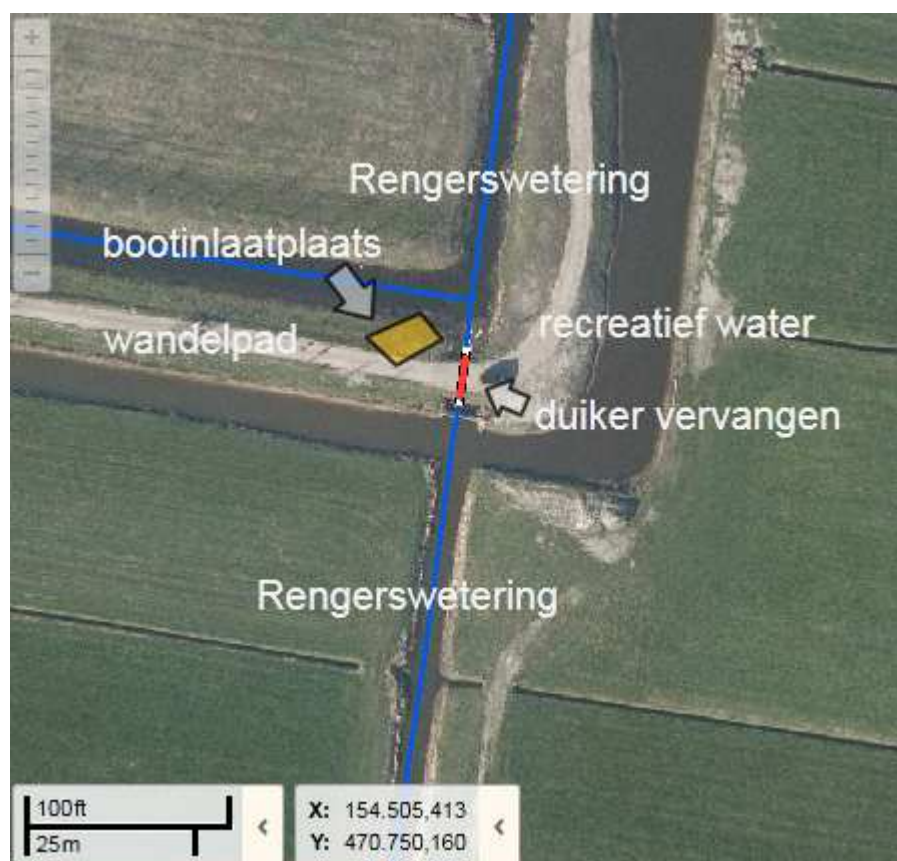 +
Rengerswetering
bootinlaatplaats
−
wandelpad
recreatief water
duiker vervangen
Rengerswetering
100ft
25m
<
X: 154.505,413
Y: 470.750,160
<